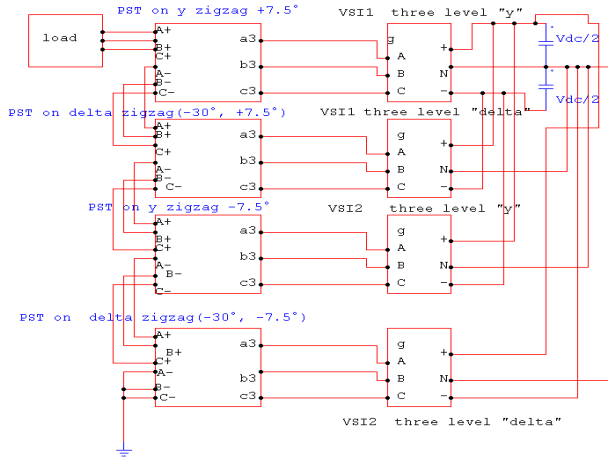 PST on y zigzag +7.5° VSI1 three level "y"
load
A+
B+
C+
A-
B-
C-
a3
b3
c3
g
A
B
C
+
N
-
Vdc/2
Vdc/2
PST on delta zigzag(-30°, +7.5°) VSI1 three level "delta"
A+
B+
C+
A-
B-
C-
a3
b3
c3
g
A
B
C
+
N
-
PST on y zigzag -7.5° VSI2 three level "y"
A+
B+
C+
A-
B-
C-
a3
b3
c3
g
A
B
C
+
N
-
PST on delta zigzag(-30°, -7.5°)
A+
B+
C+
A-
B-
C-
a3
b3
c3
g
A
B
C
+
N
-
VSI2 three level "delta"